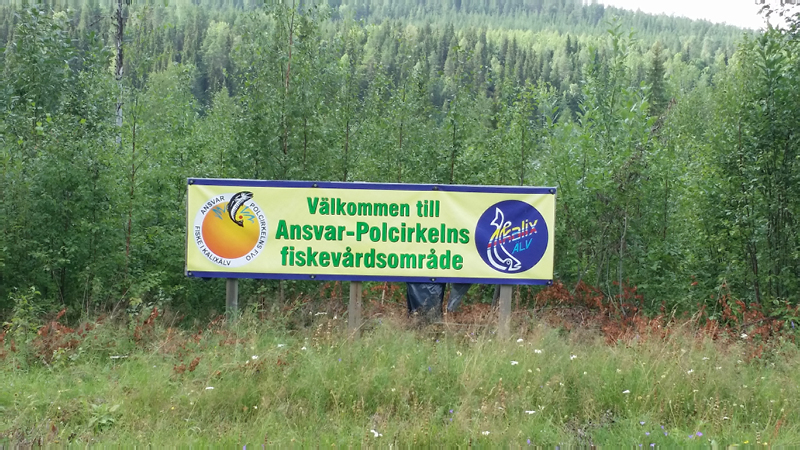 ANSVAR POLCIRKELNS FVO
FISKE I KALIXÄLV
Välkommen till
Ansvar-Polcirkelns
fiskevårdsområde
Kalix
ÄLV